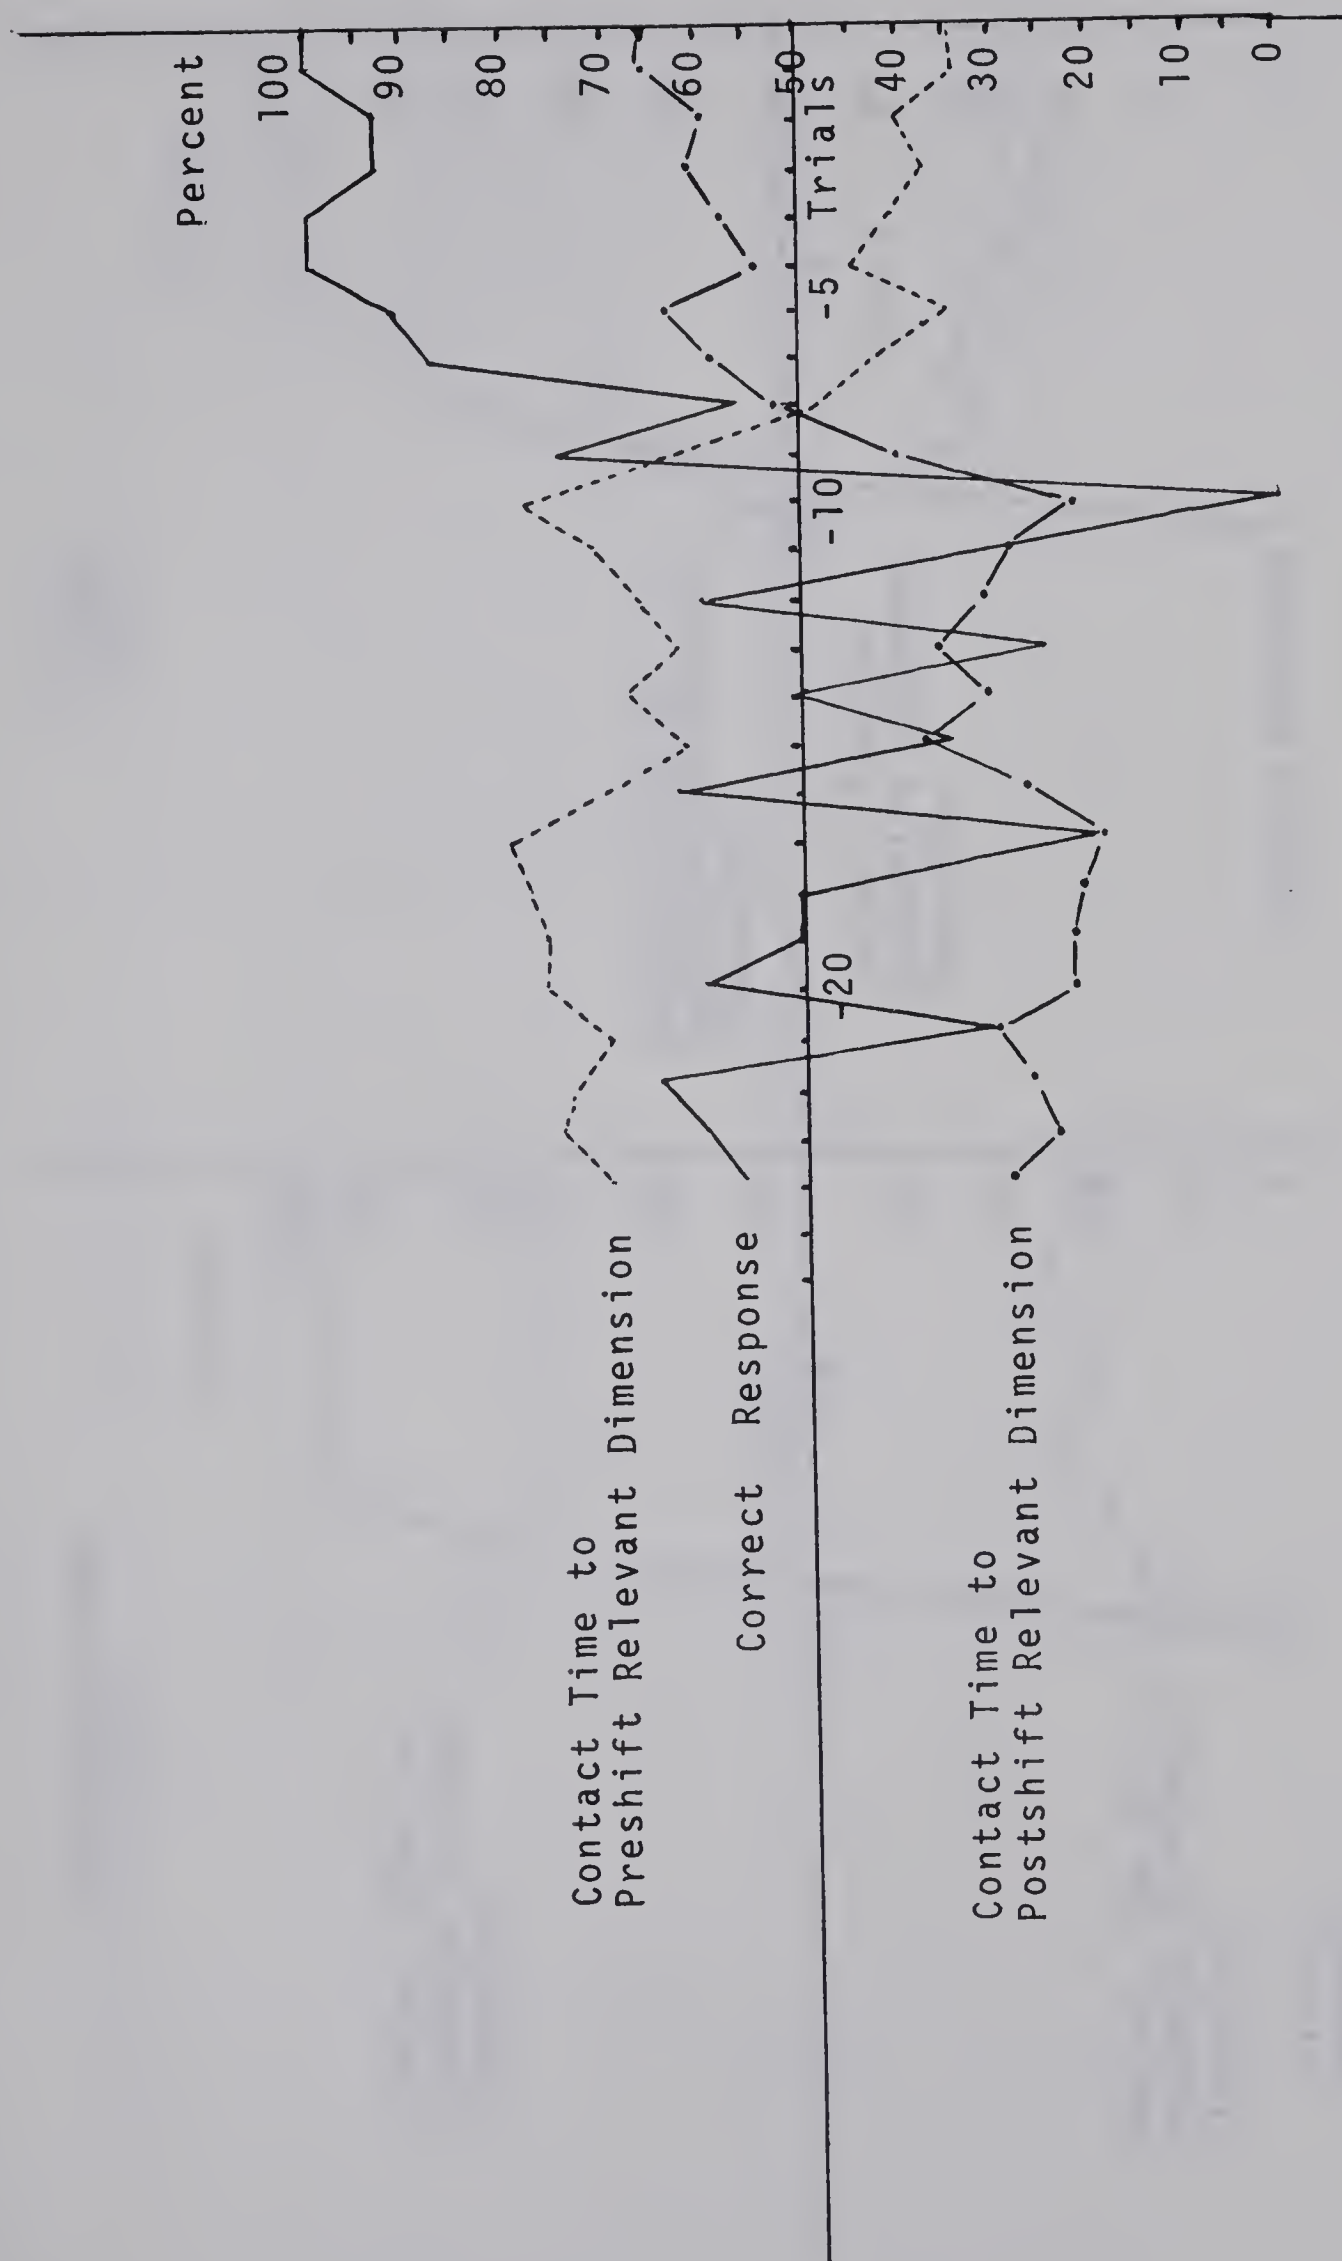 Percent
100
90
80
70
60
50
40
30
20
10
0
Trials
-5
-10
-20
Contact Time to
Preshift Relevant Dimension
Correct Response
Contact Time to
Postshift Relevant Dimension